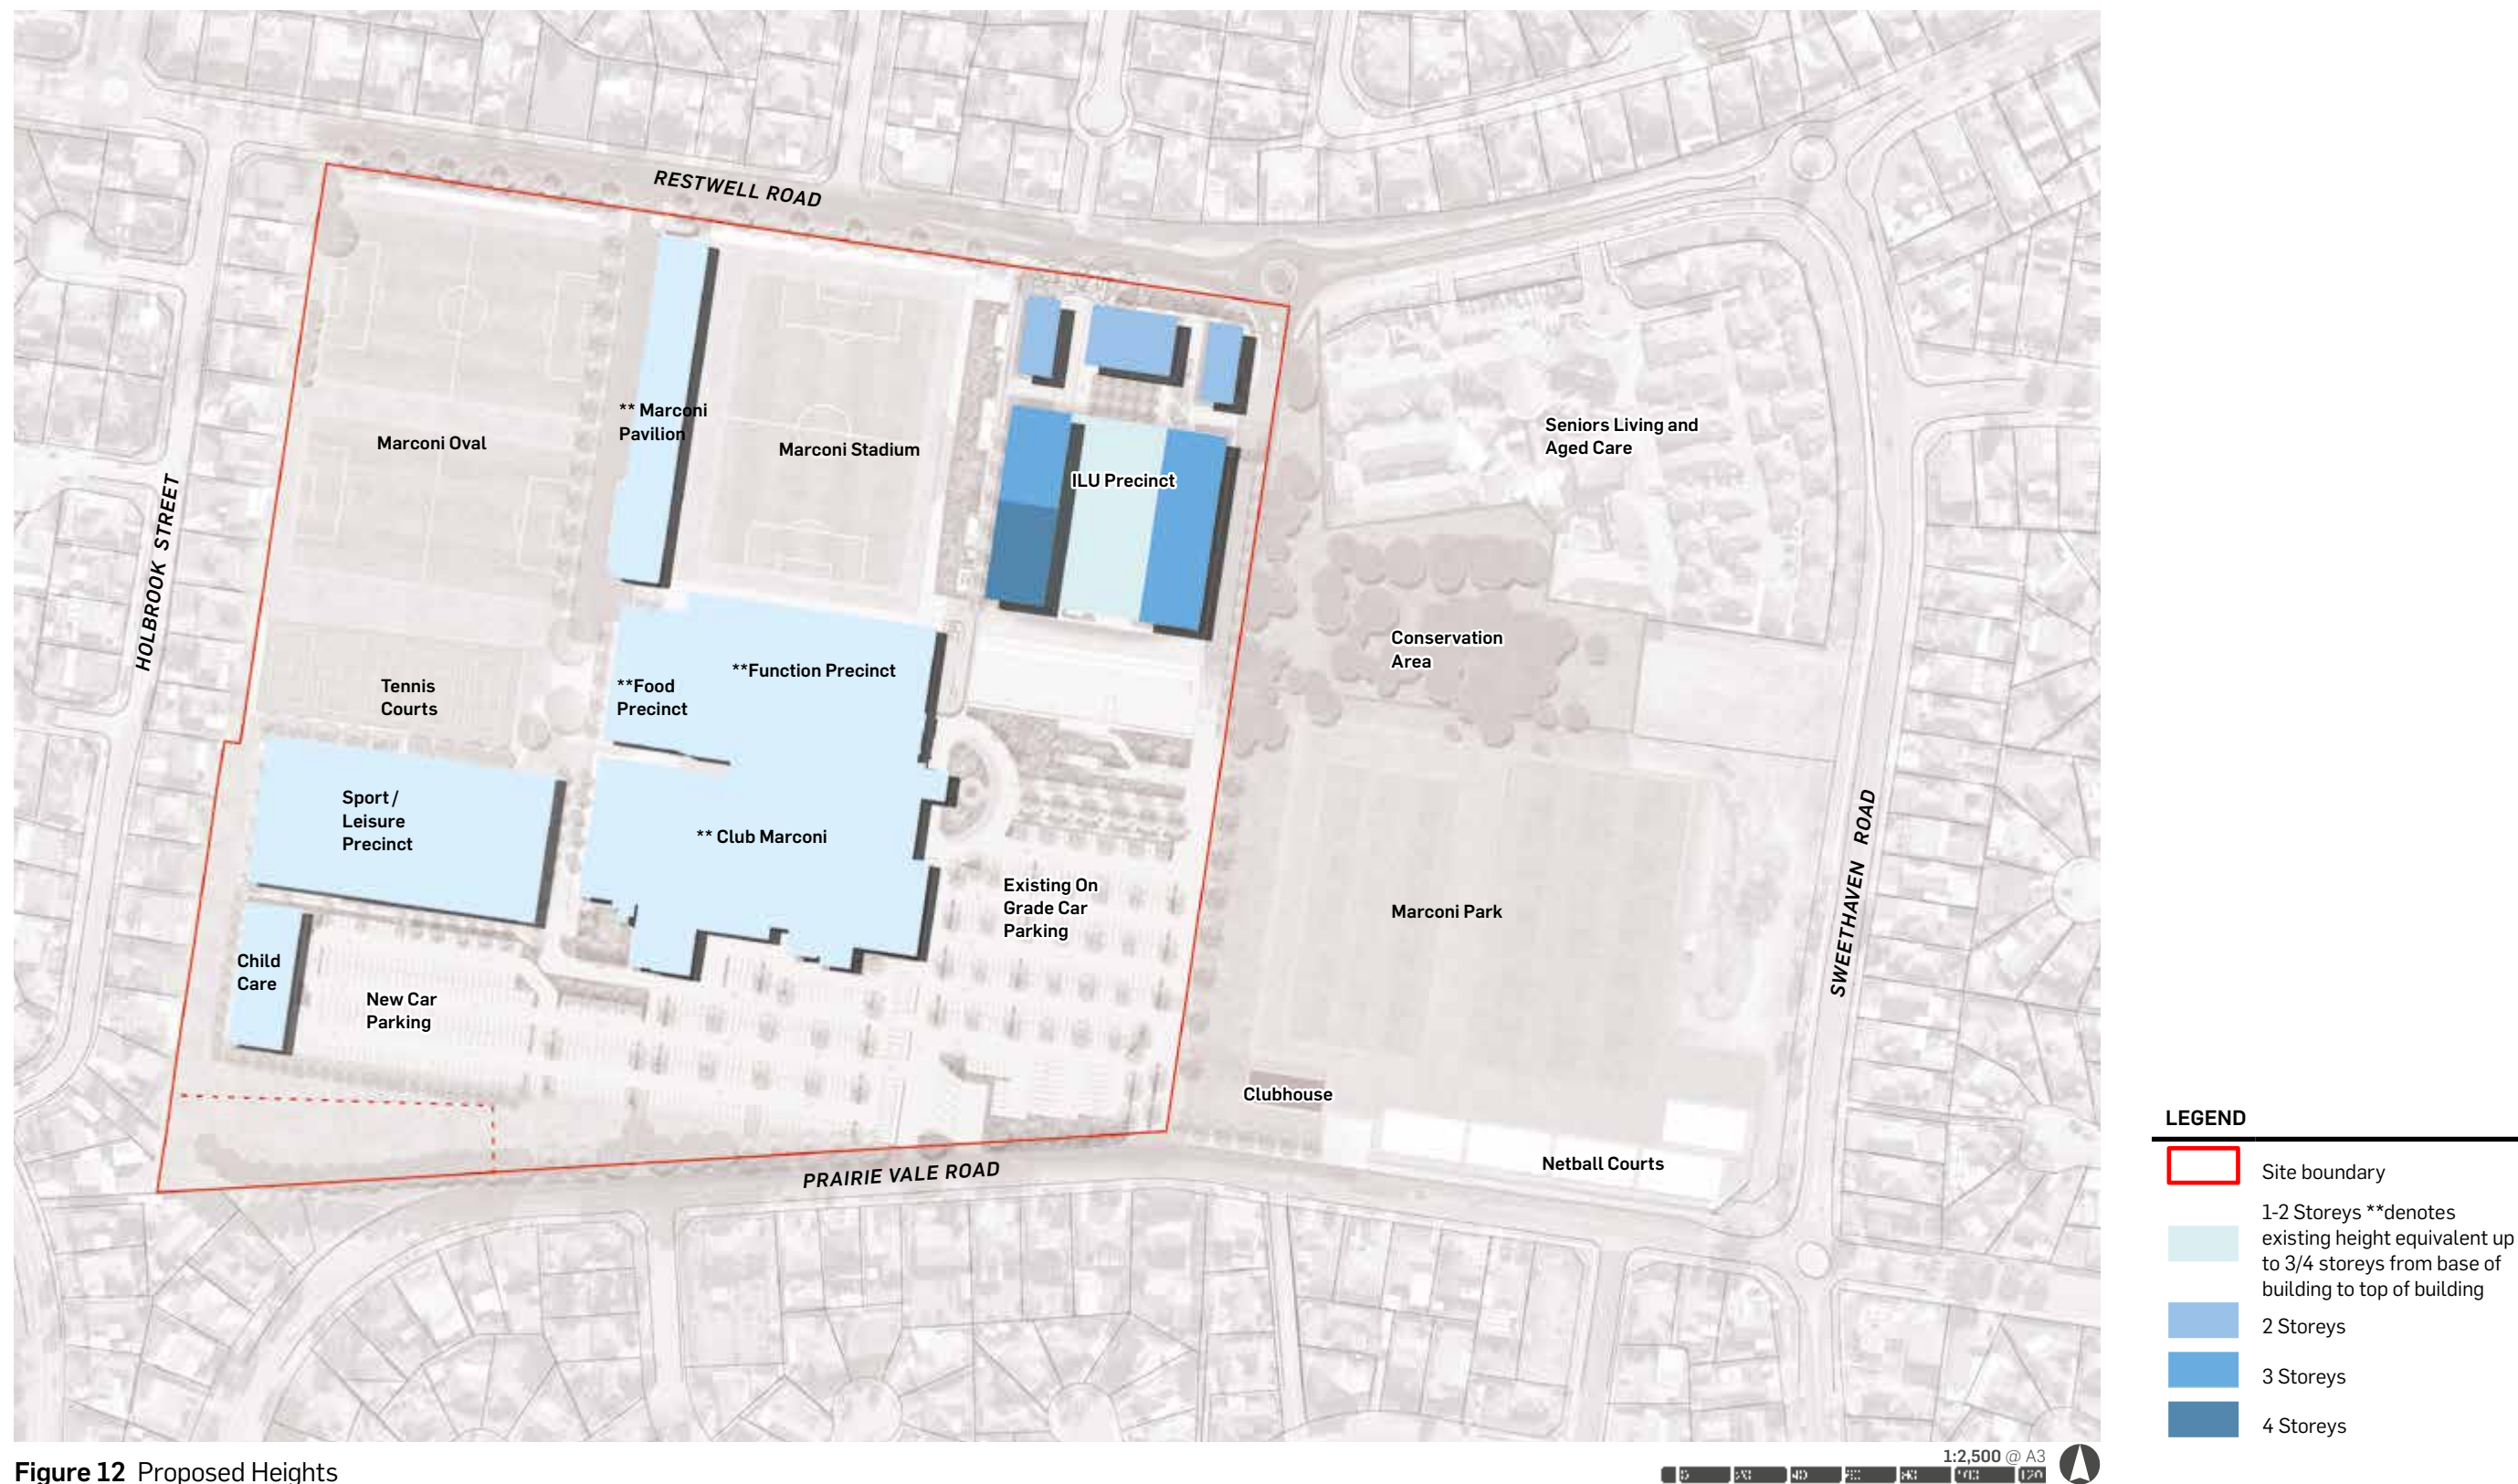 RESTWELL ROAD
** Marconi
Pavilion
Marconi Oval
Marconi Stadium
ILU Precinct
Seniors Living and
Aged Care
HOLBROOK STREET
Conservation
Area
**Function Precinct
**Food
Precinct
Tennis
Courts
Sport /
Leisure
Precinct
** Club Marconi
Existing On
Grade Car
Parking
Marconi Park
SWEETHAVEN ROAD
Child
Care
New Car
Parking
Clubhouse
Netball Courts
PRAIRIE VALE ROAD
LEGEND
Site boundary
1-2 Storeys **denotes
existing height equivalent up
to 3/4 storeys from base of
building to top of building
2 Storeys
3 Storeys
4 Storeys
1:2,500 @ A3
Figure 12 Proposed Heights